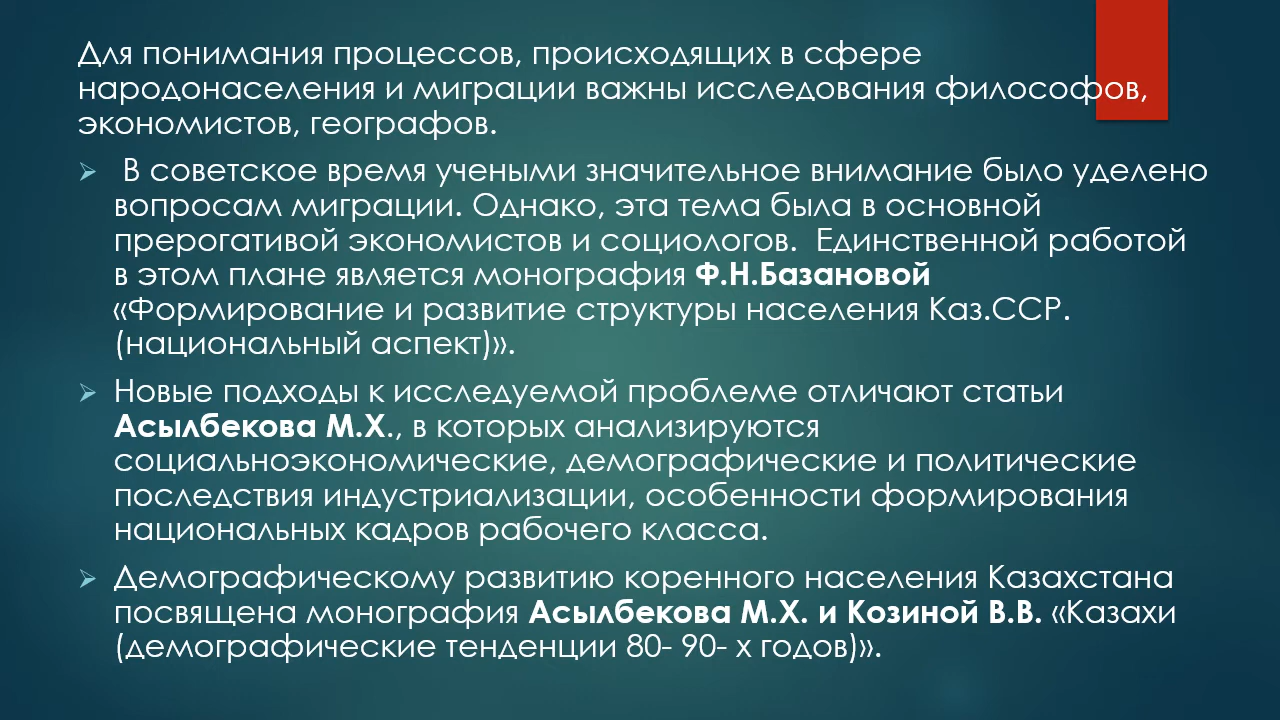 Для понимания процессов, происходящих в сфере
народонаселения и миграции важны исследования философов,
экономистов, географов.
В советское время учеными значительное внимание было уделено
вопросам миграции. Однако, эта тема была в основной
прерогативой экономистов и социологов. Единственной работой
в этом плане является монография Ф.Н.Базановой
«Формирование и развитие структуры населения Каз.ССР.
(национальный аспект)».
Новые подходы к исследуемой проблеме отличают статьи
Асылбекова М.Х., в которых анализируются
социальноэкономические, демографические и политические
последствия индустриализации, особенности формирования
национальных кадров рабочего класса.
Демографическому развитию коренного населения Казахстана
посвящена монография Асылбекова М.Х. и Козиной В.В. «Казахи
(демографические тенденции 80- 90- х годов)».